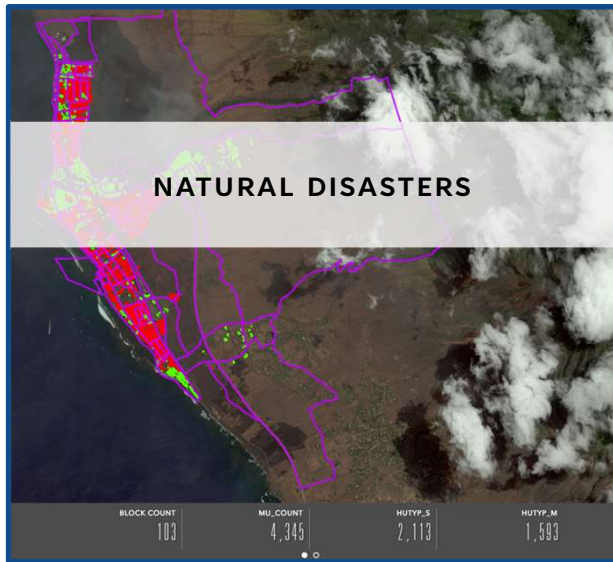 NATURAL DISASTERS
BLOCK COUNT MU_COUNT HUTYP_S HUTYP_M
103 4,345 2,113 1,593